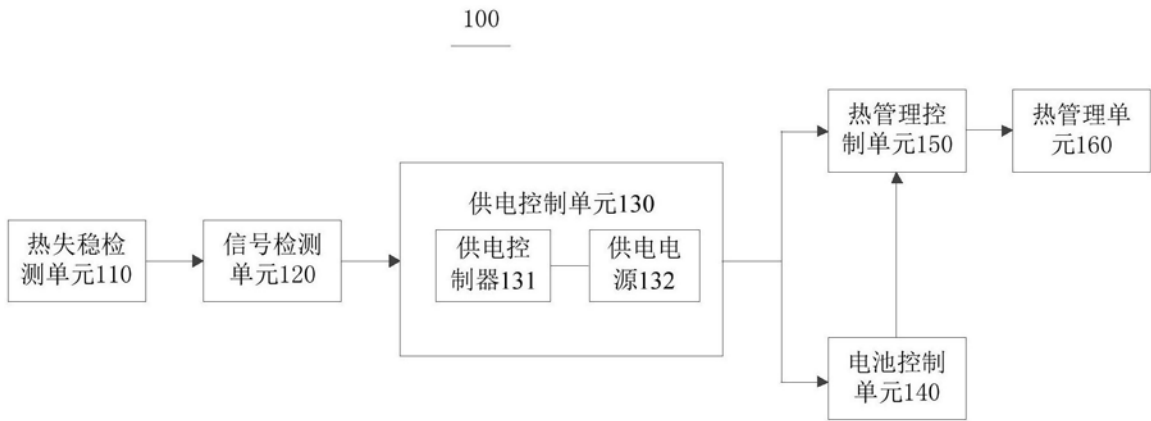 100
热管理控
制单元150
热管理单
元160
供电控制单元130
热失稳检
测单元110
信号检测
单元120
供电控
制器131
供电电
源132
电池控制
单元140